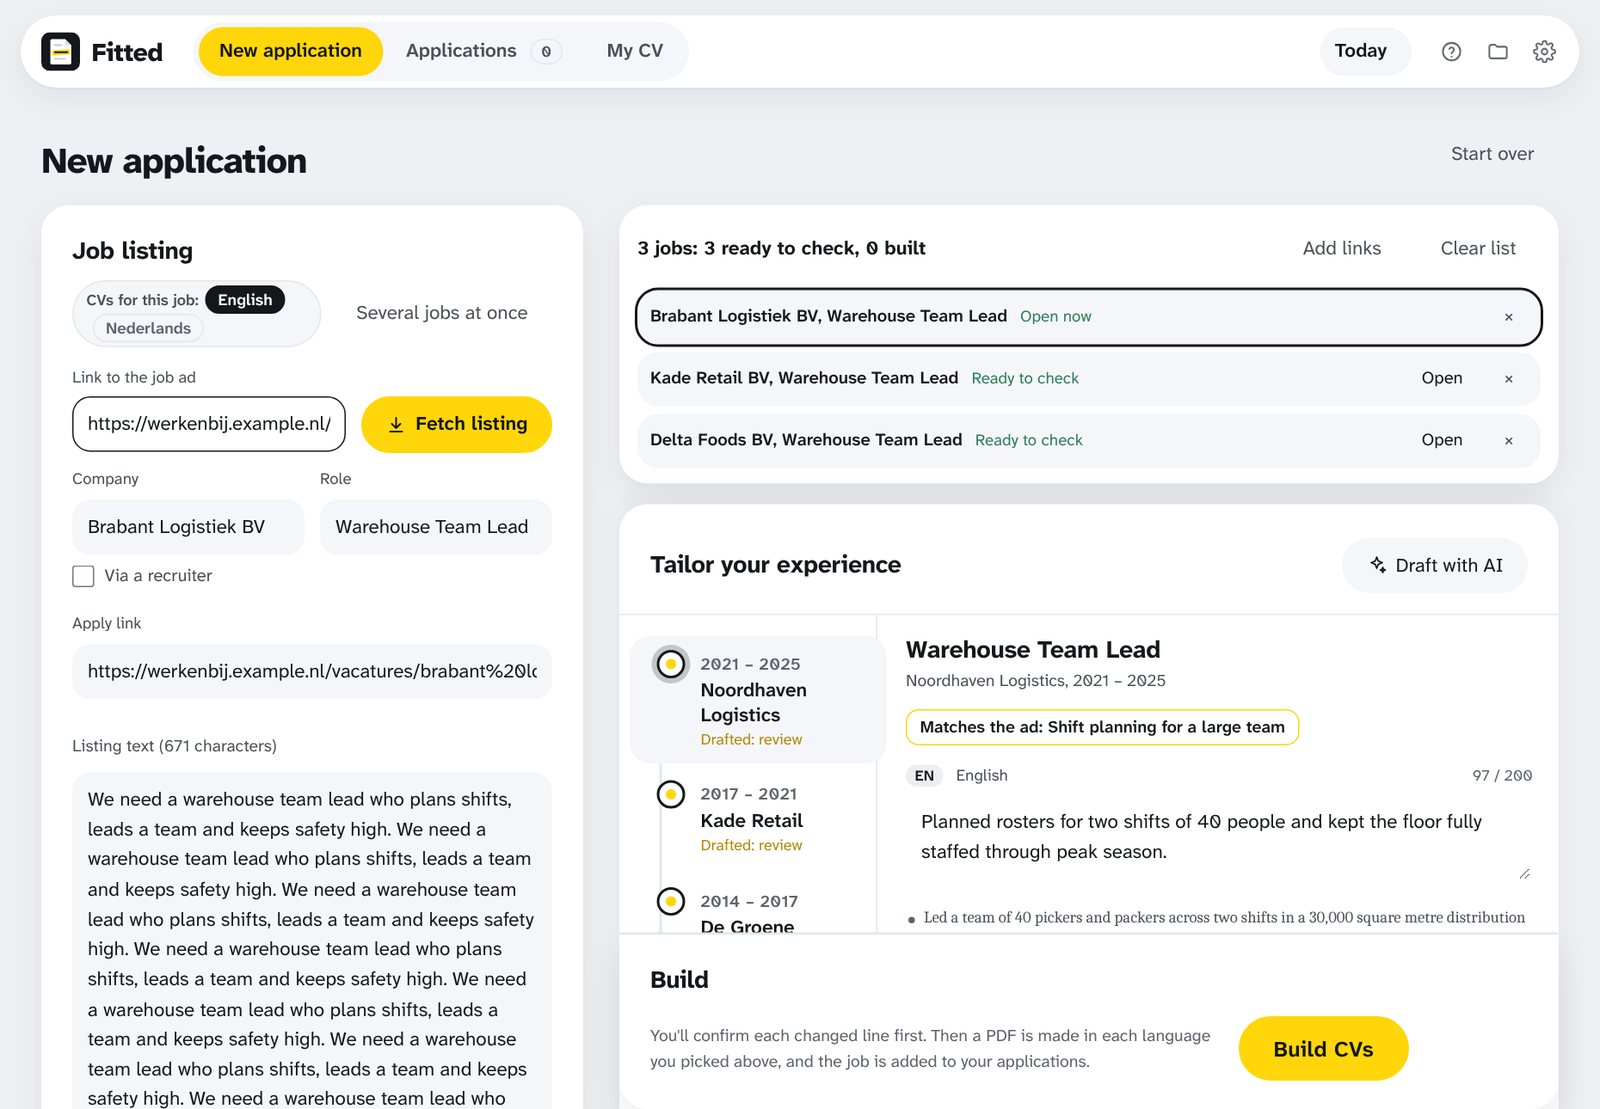 Fitted
New application
Applications 0
My CV
Today
New application
Start over
Job listing
CVs for this job: English
Nederlands
Several jobs at once
Link to the job ad
https://werkenbij.example.nl/
Fetch listing
Company
Role
Brabant Logistiek BV
Warehouse Team Lead
Via a recruiter
Apply link
https://werkenbij.example.nl/vacatures/brabant%20lo
Listing text (671 characters)
We need a warehouse team lead who plans shifts,
leads a team and keeps safety high. We need a
warehouse team lead who plans shifts, leads a team
and keeps safety high. We need a warehouse team
lead who plans shifts, leads a team and keeps safety
high. We need a warehouse team lead who plans
shifts, leads a team and keeps safety high. We need
a warehouse team lead who plans shifts, leads a
team and keeps safety high. We need a warehouse
team lead who plans shifts, leads a team and keeps
safety high. We need a warehouse team lead who
3 jobs: 3 ready to check, 0 built
Add links
Clear list
Brabant Logistiek BV, Warehouse Team Lead Open now ×
Kade Retail BV, Warehouse Team Lead Ready to check Open ×
Delta Foods BV, Warehouse Team Lead Ready to check Open ×
Tailor your experience
Draft with AI
2021 – 2025
Noordhaven
Logistics
Drafted: review
2017 – 2021
Kade Retail
Drafted: review
2014 – 2017
De Groene
Warehouse Team Lead
Noordhaven Logistics, 2021 – 2025
Matches the ad: Shift planning for a large team
EN English 97 / 200
Planned rosters for two shifts of 40 people and kept the floor fully
staffed through peak season.
• Led a team of 40 pickers and packers across two shifts in a 30,000 square metre distribution
Build
You'll confirm each changed line first. Then a PDF is made in each language
you picked above, and the job is added to your applications.
Build CVs